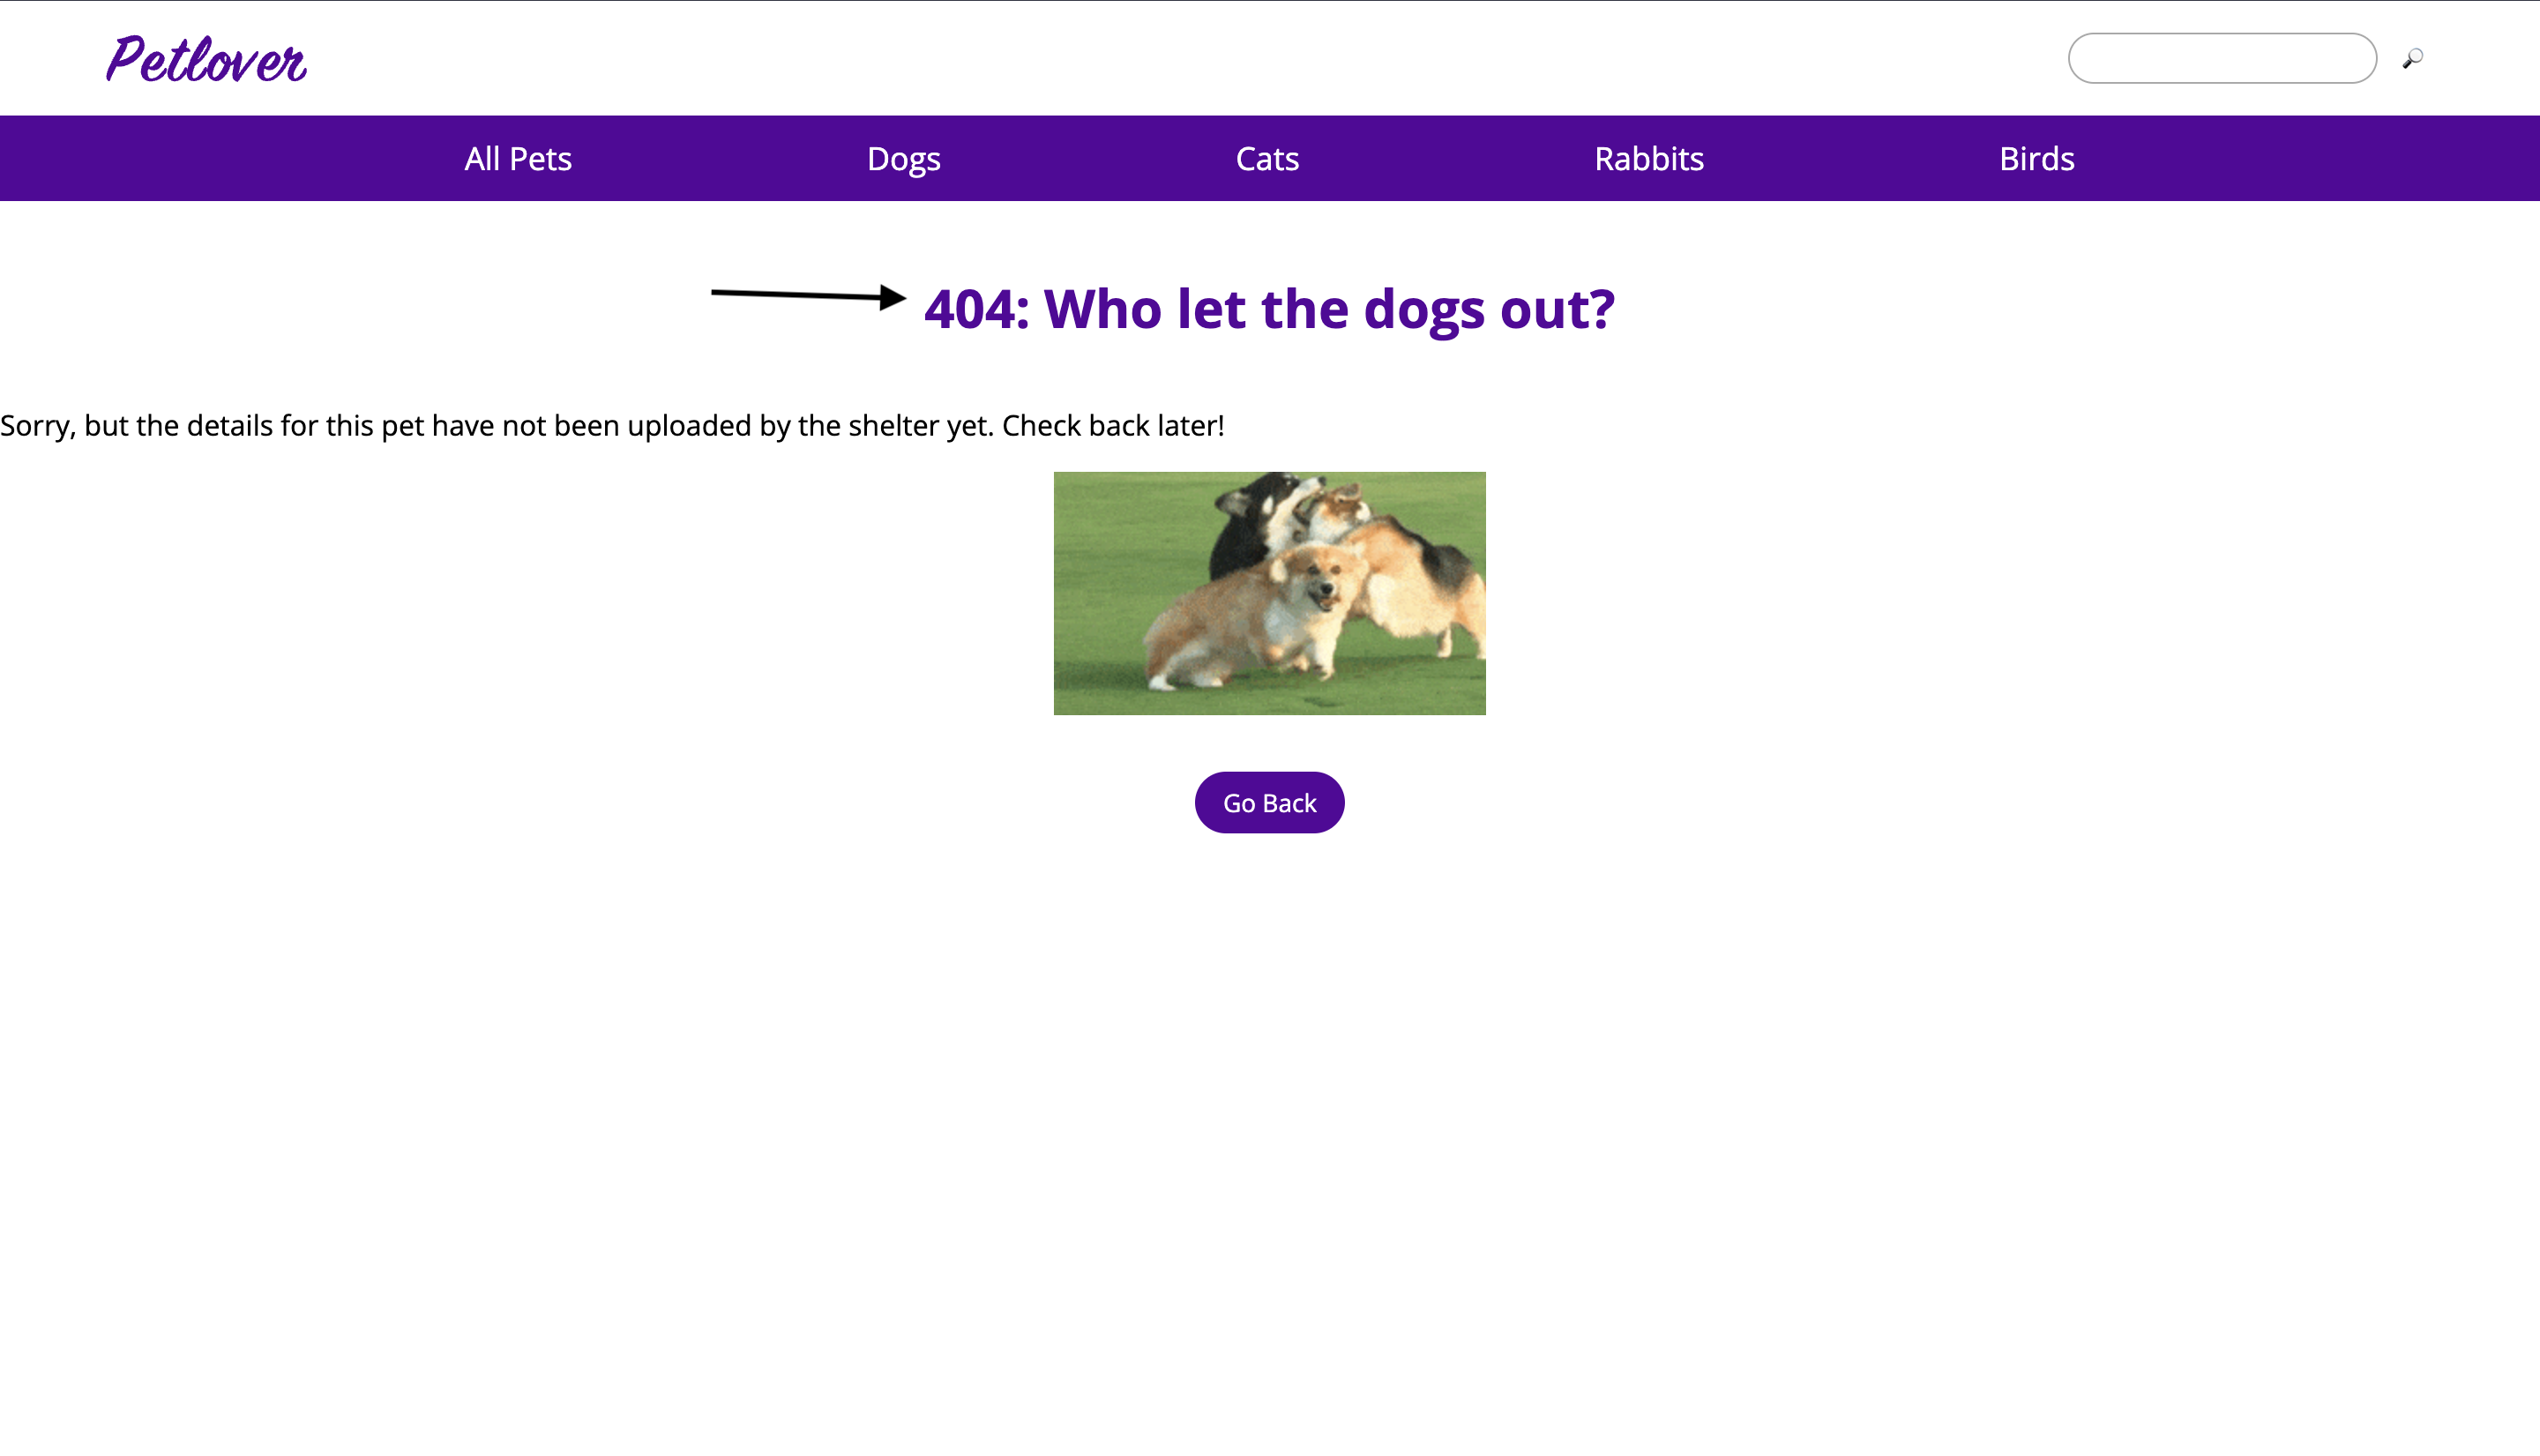 Petlover
All Pets
Dogs
Cats
Rabbits
Birds
404: Who let the dogs out?
Sorry, but the details for this pet have not been uploaded by the shelter yet. Check back later!
Go Back